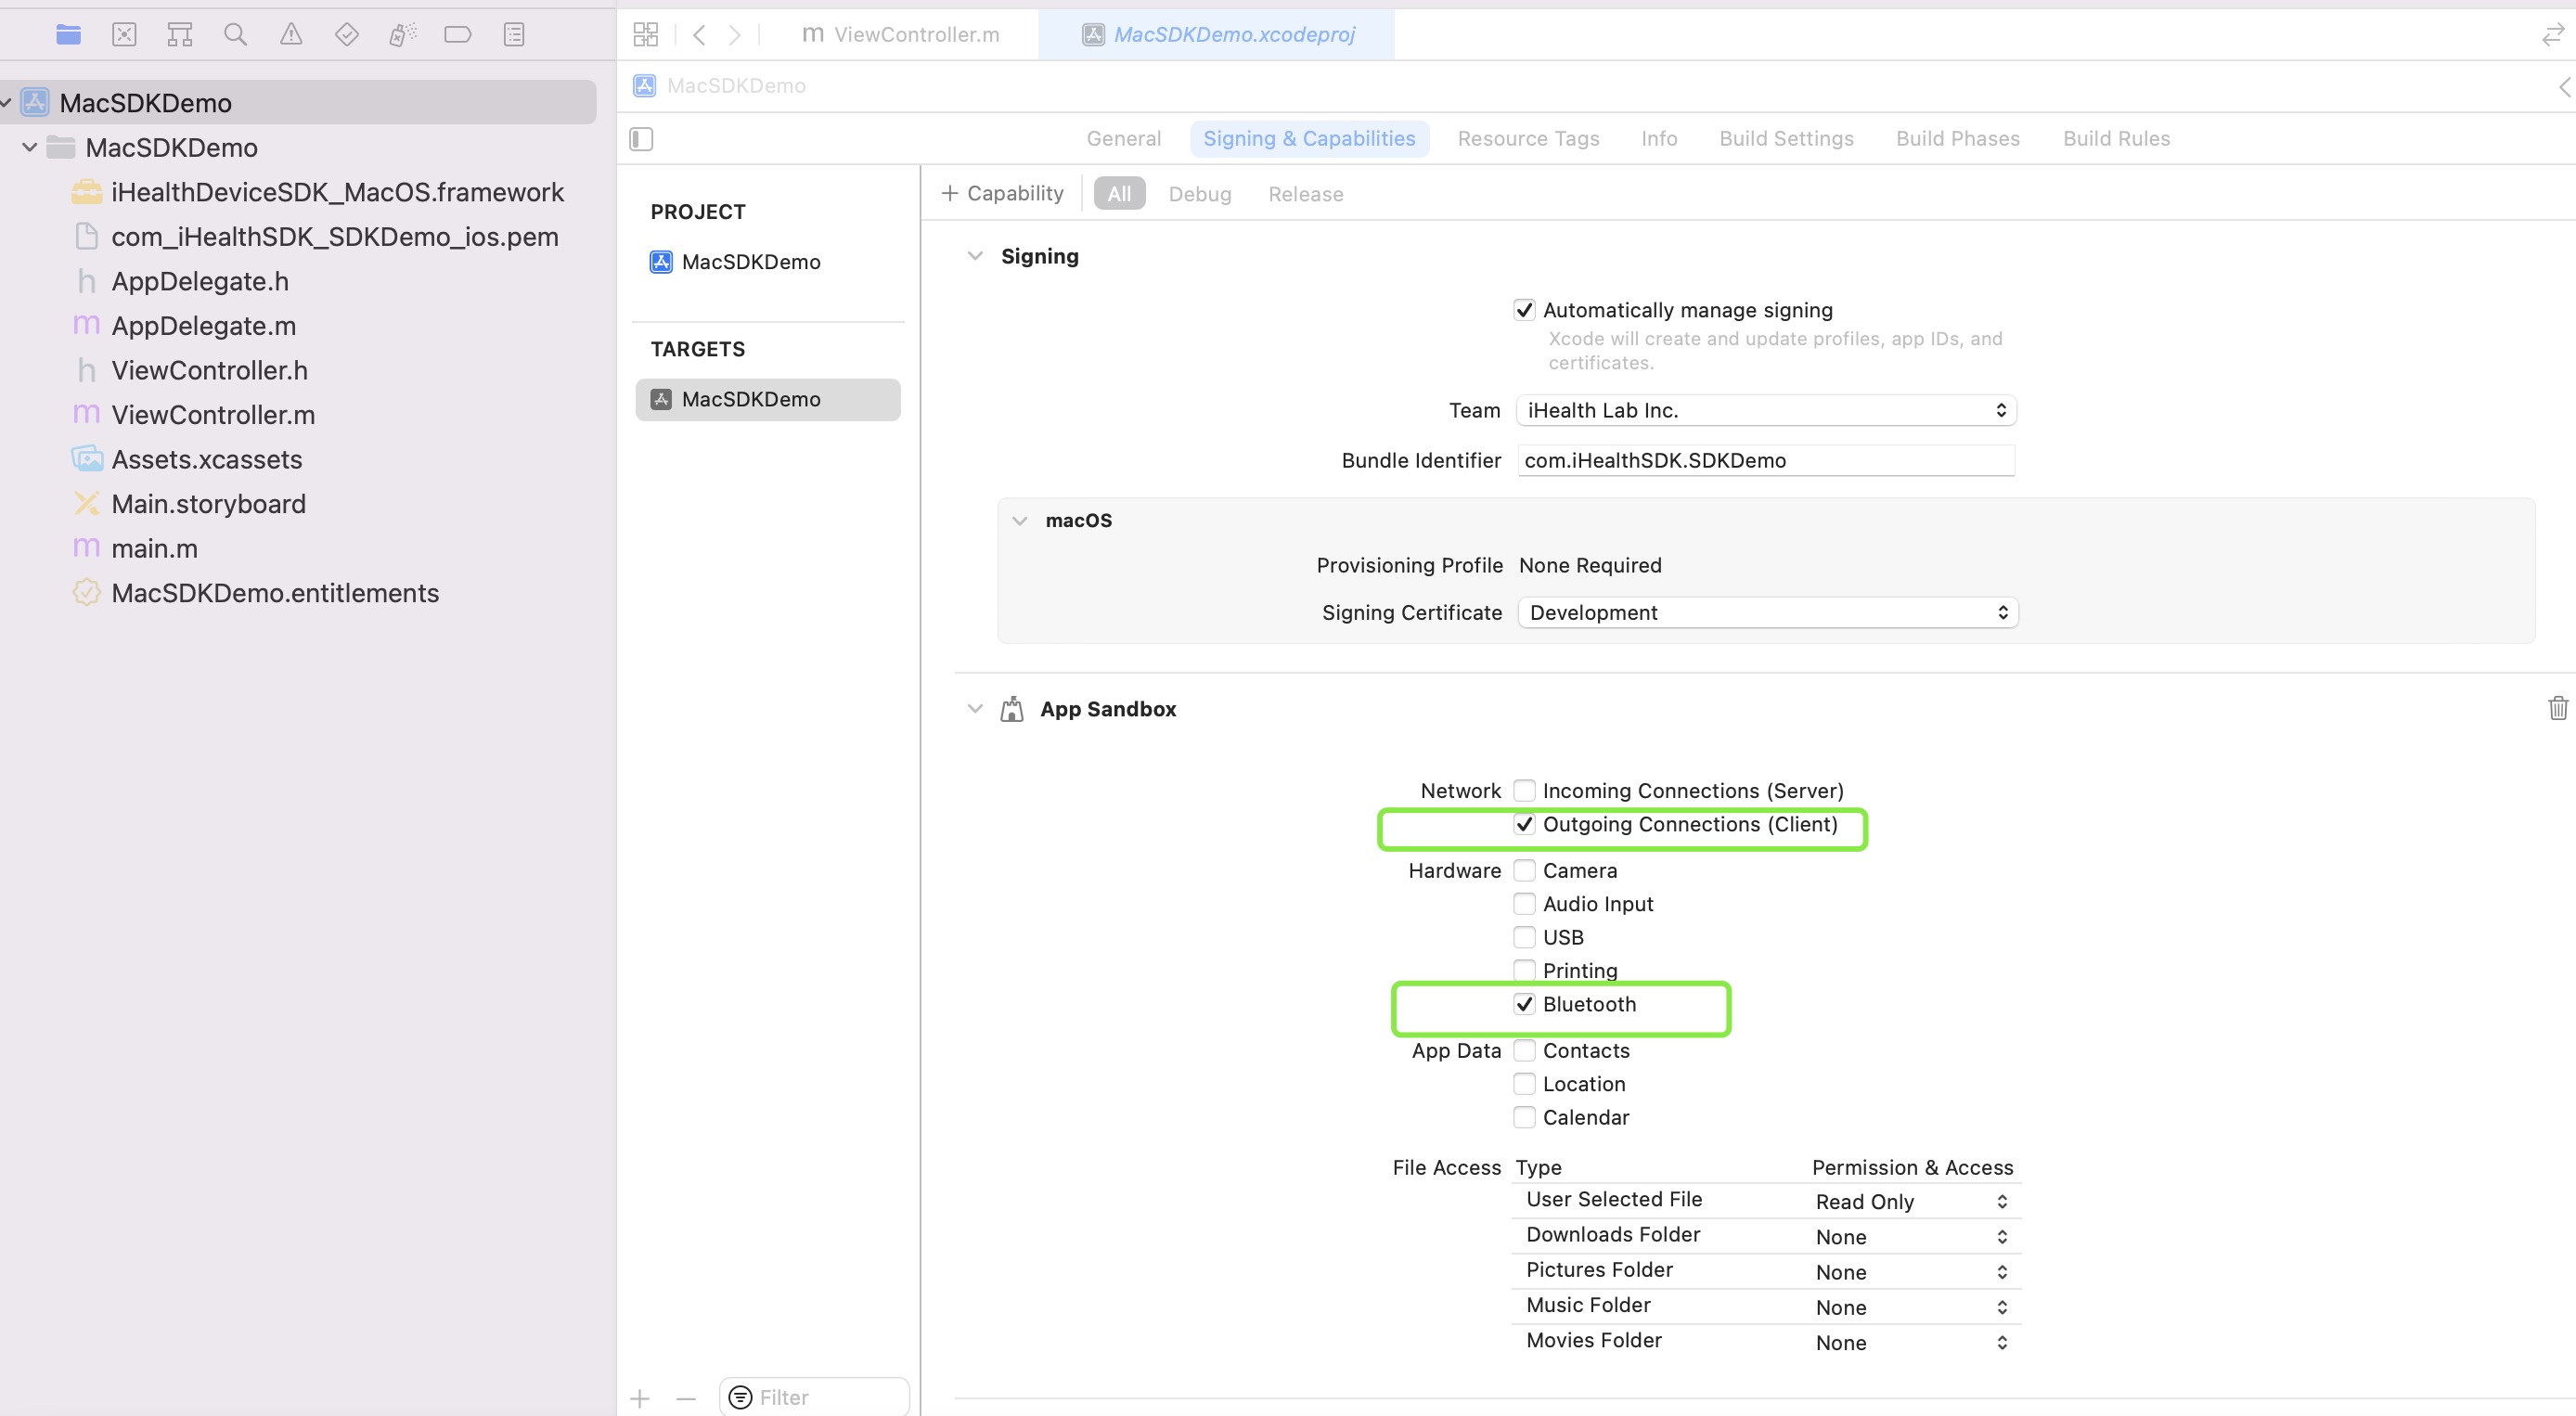 m ViewController.m
MacSDKDemo.xcodeproj
MacSDKDemo
MacSDKDemo
iHealthDeviceSDK_MacOS.framework
com_iHealthSDK_SDKDemo_ios.pem
h AppDelegate.h
m AppDelegate.m
h ViewController.h
m ViewController.m
Assets.xcassets
Main.storyboard
m main.m
MacSDKDemo.entitlements
MacSDKDemo
General Signing & Capabilities Resource Tags Info Build Settings Build Phases Build Rules
PROJECT
MacSDKDemo
TARGETS
MacSDKDemo
Filter
+ Capability All Debug Release
Signing
Automatically manage signing
Xcode will create and update profiles, app IDs, and
certificates.
Team iHealth Lab Inc.
Bundle Identifier com.iHealthSDK.SDKDemo
macOS
Provisioning Profile None Required
Signing Certificate Development
App Sandbox
Network Incoming Connections (Server)
Outgoing Connections (Client)
Hardware Camera
Audio Input
USB
Printing
Bluetooth
App Data Contacts
Location
Calendar
File Access Type Permission & Access
User Selected File Read Only
Downloads Folder None
Pictures Folder None
Music Folder None
Movies Folder None